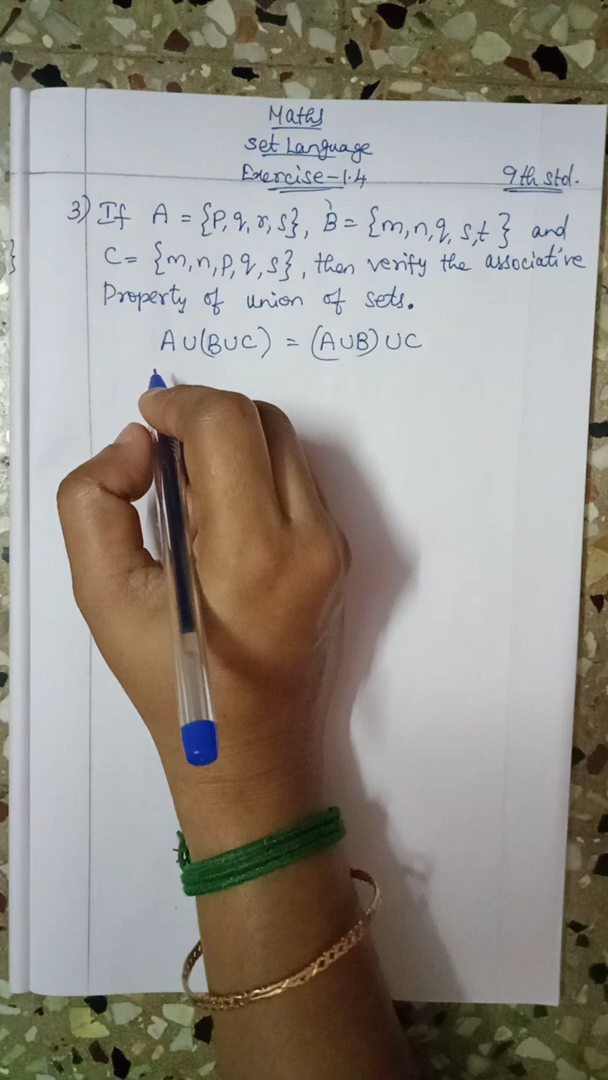 Maths
Set Language
Exercise-1.4
9th std.
3) If A = {p, q, r, s}, B = {m, n, q, s, t} and
C = {m, n, p, q, s}, then verify the associative
Property of union of sets.
A∪(B∪C) = (A∪B)∪C
}